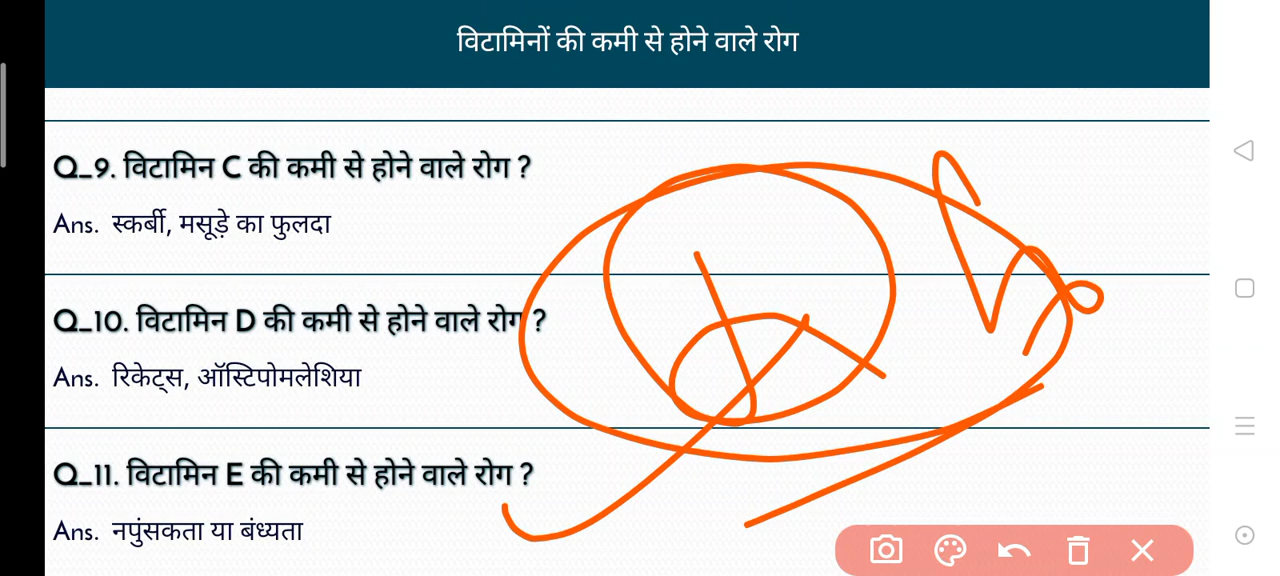 विटामिनों की कमी से होने वाले रोग
Q_9. विटामिन C की कमी से होने वाले रोग ?
Ans. स्कर्बी, मसूड़े का फुलदा
Q_10. विटामिन D की कमी से होने वाले रोग ?
Ans. रिकेट्स, ऑस्टिपोमलेशिया
Q_11. विटामिन E की कमी से होने वाले रोग ?
Ans. नपुंसकता या बंध्यता